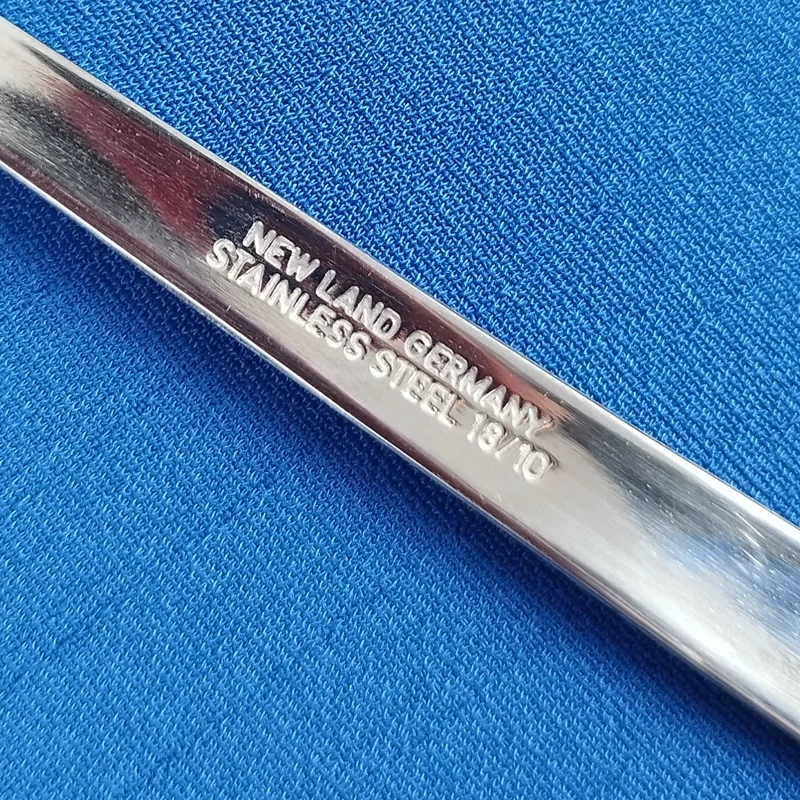 NEW LAND GERMANY
STAINLESS STEEL 18/10